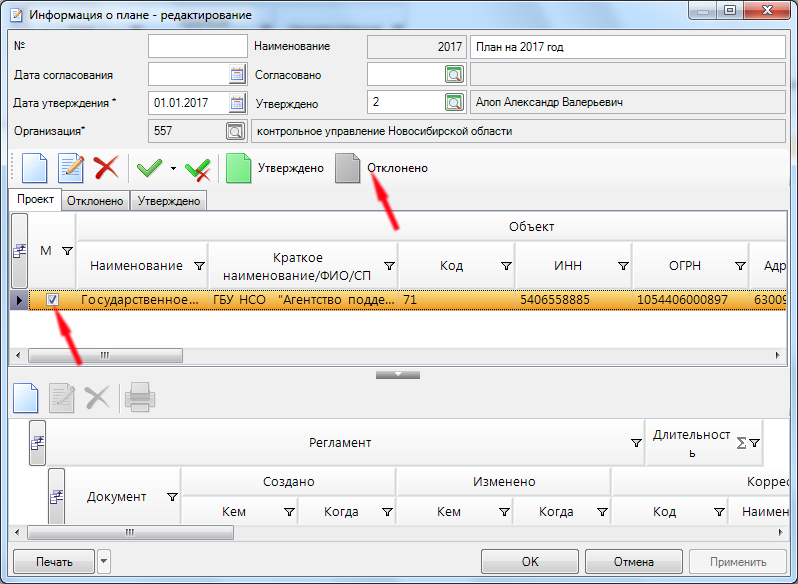 Информация о плане - редактирование
№ Наименование 2017 План на 2017 год
Дата согласования Согласовано
Дата утверждения * 01.01.2017 Утверждено 2 Алоп Александр Валерьевич
Организация* 557 контрольное управление Новосибирской области
Утверждено Отклонено
Проект Отклонено Утверждено
Объект
М
Наименование Краткое наименование/ФИО/СП Код ИНН ОГРН Адр
Государственное... ГБУ НСО "Агентство подде... 71 5406558885 1054406000897 63009
Регламент Длительност
ь Σ
Документ Создано Изменено Коррес
Кем Когда Кем Когда Код Наимен
Печать ОК Отмена Применить